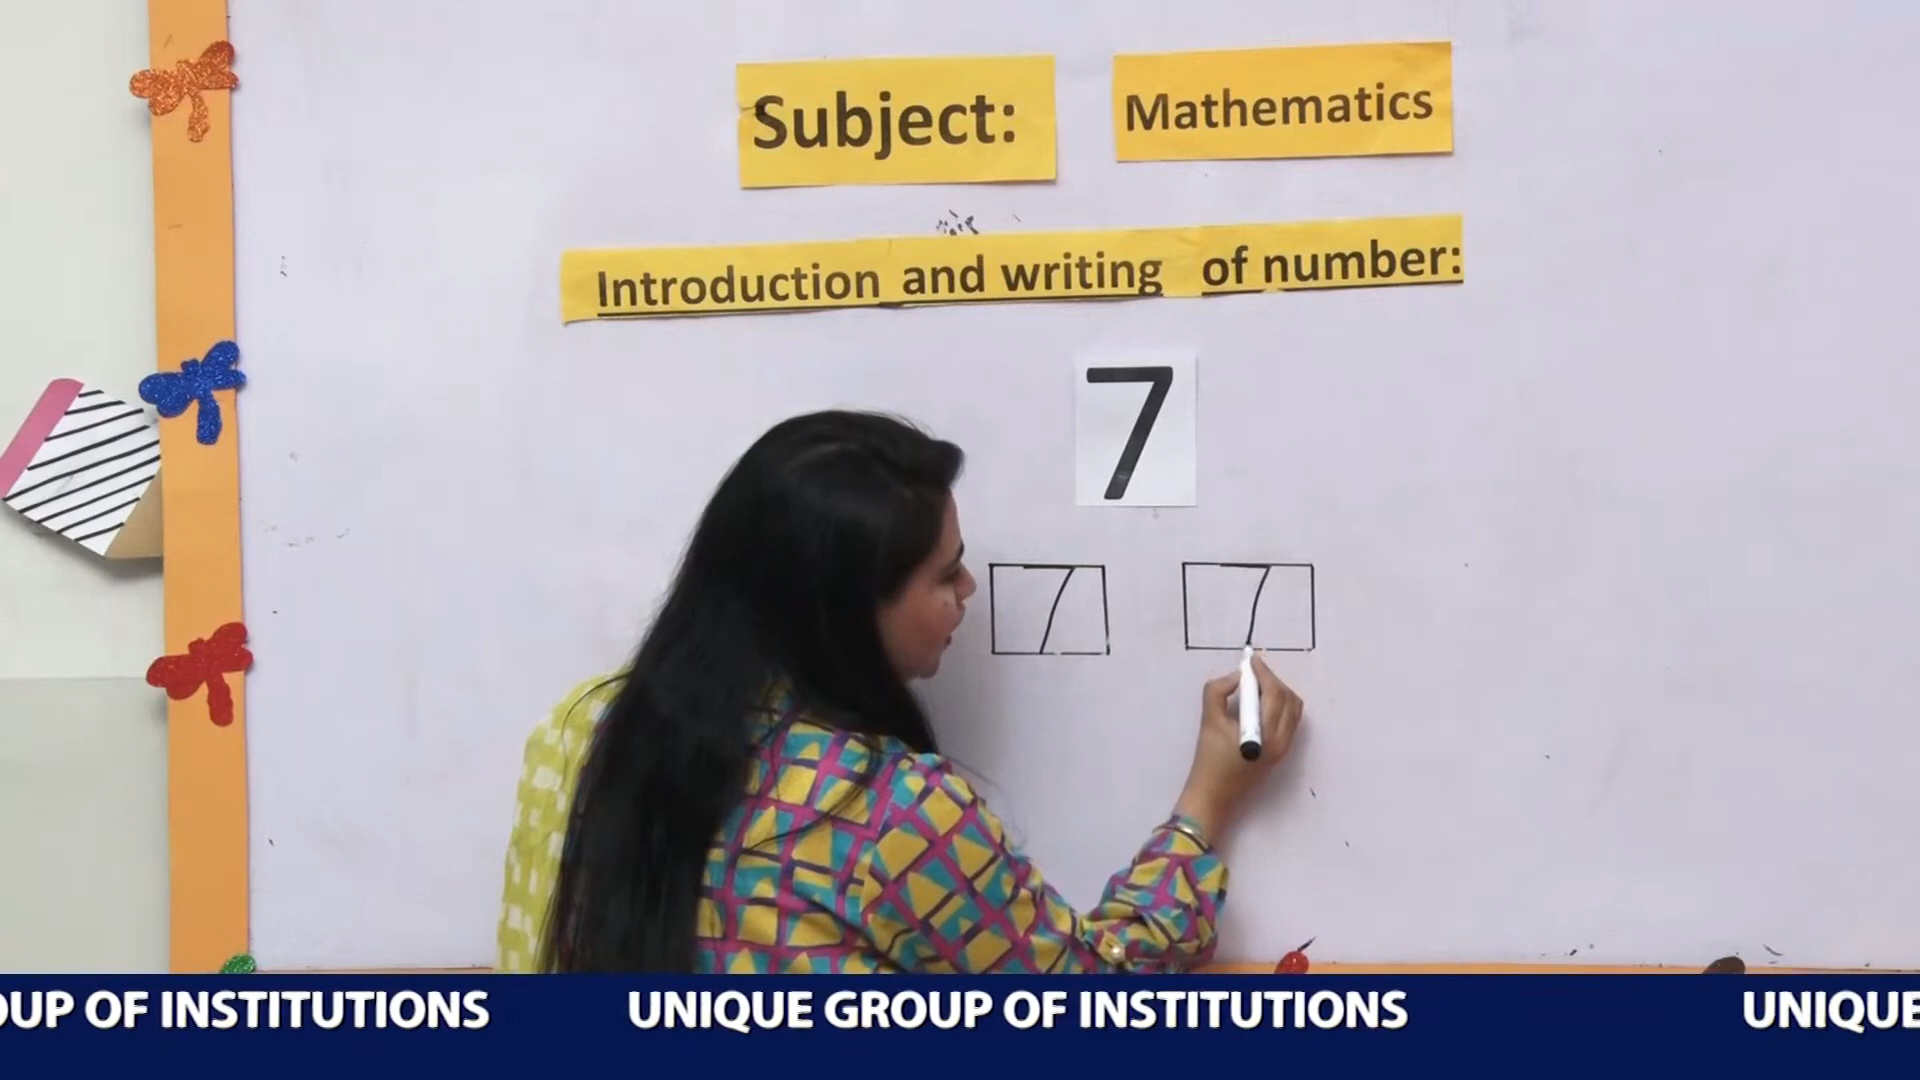 Subject: Mathematics
Introduction and writing of number:
7
7 7
OUP OF INSTITUTIONS UNIQUE GROUP OF INSTITUTIONS UNIQUE